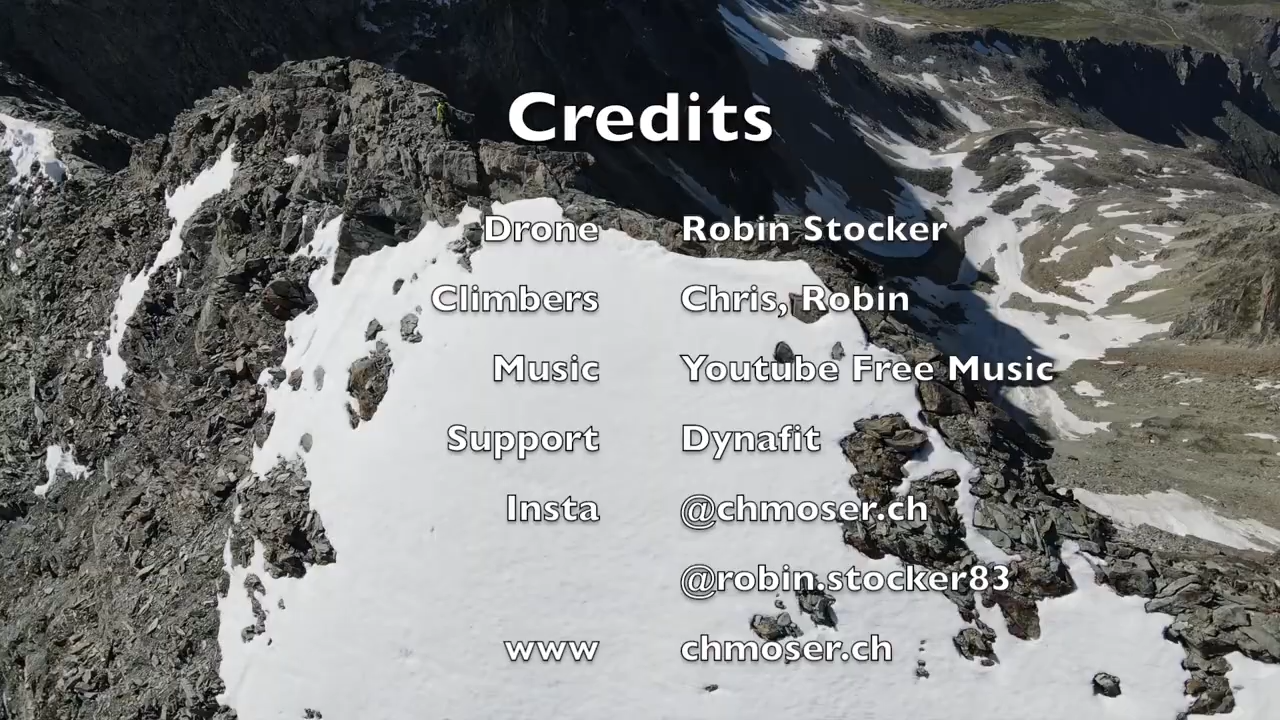 Credits
Drone Robin Stocker
Climbers Chris, Robin
Music Youtube Free Music
Support Dynafit
Insta @chmoser.ch
@robin.stocker83
www chmoser.ch